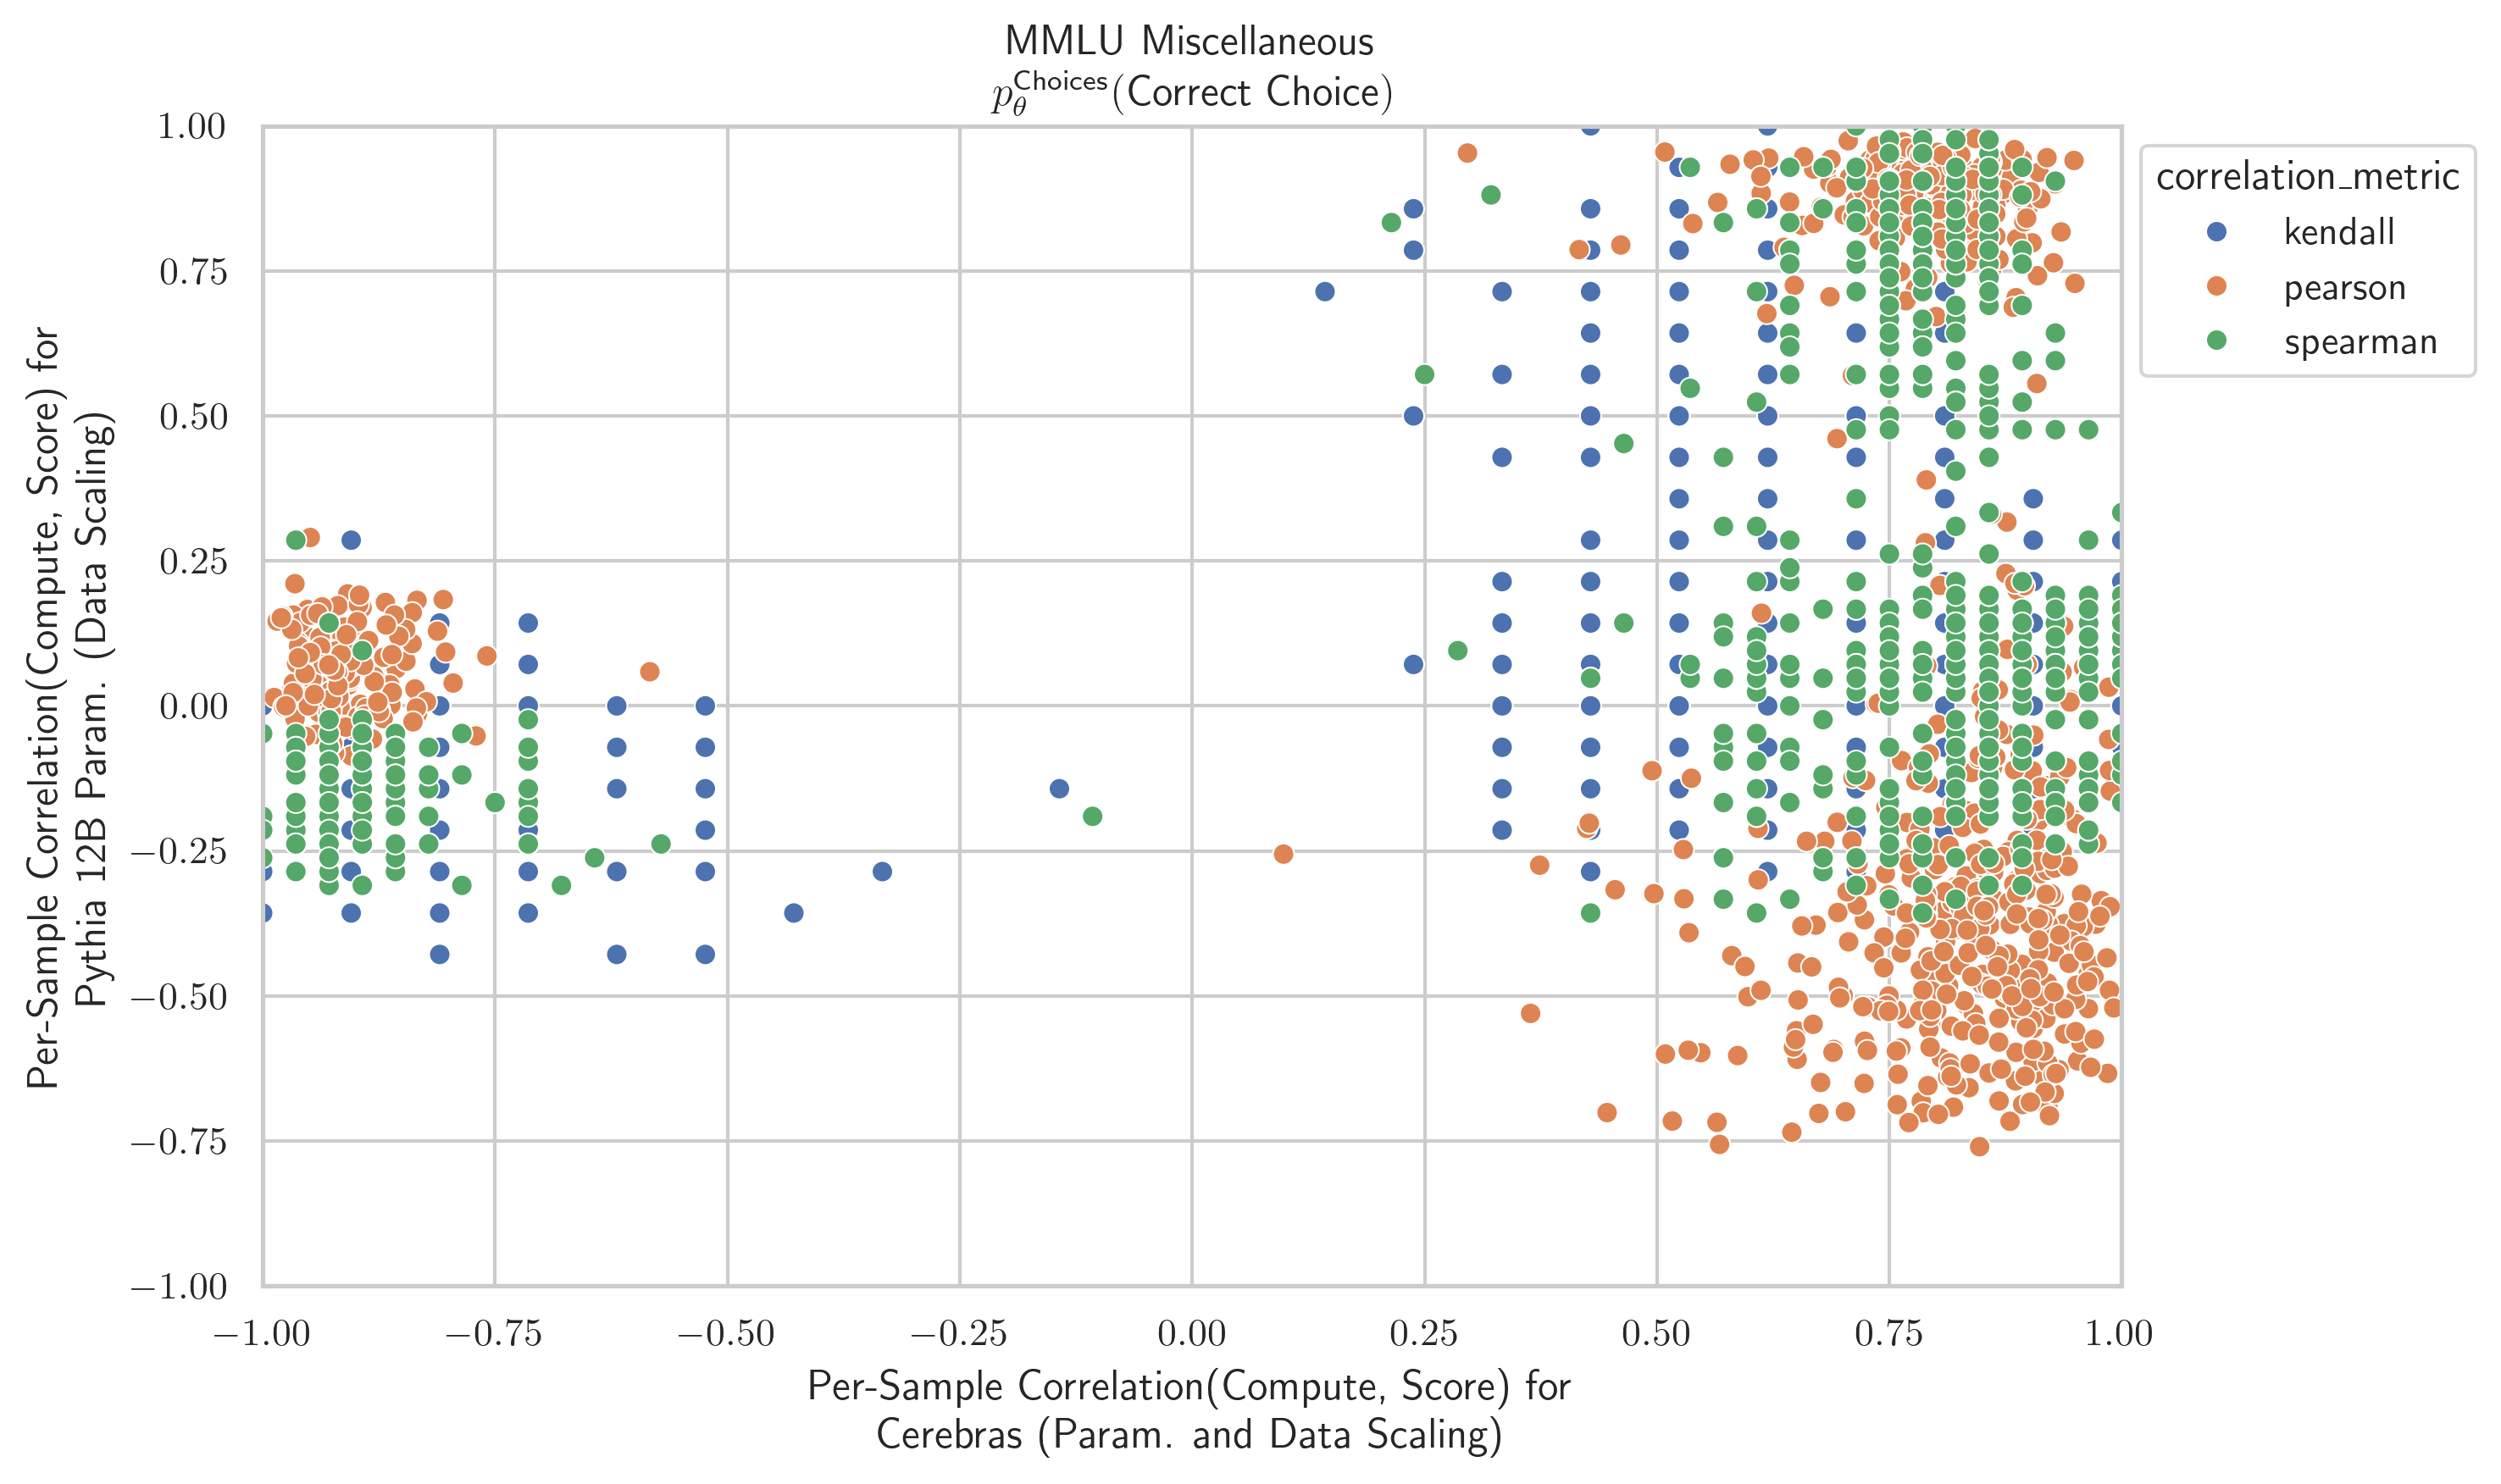 MMLU Miscellaneous
p_θ^Choices(Correct Choice)
Per-Sample Correlation(Compute, Score) for
Pythia 12B Param. (Data Scaling)
1.00
0.75
0.50
0.25
0.00
−0.25
−0.50
−0.75
−1.00
−1.00 −0.75 −0.50 −0.25 0.00 0.25 0.50 0.75 1.00
Per-Sample Correlation(Compute, Score) for
Cerebras (Param. and Data Scaling)
correlation_metric
kendall
pearson
spearman